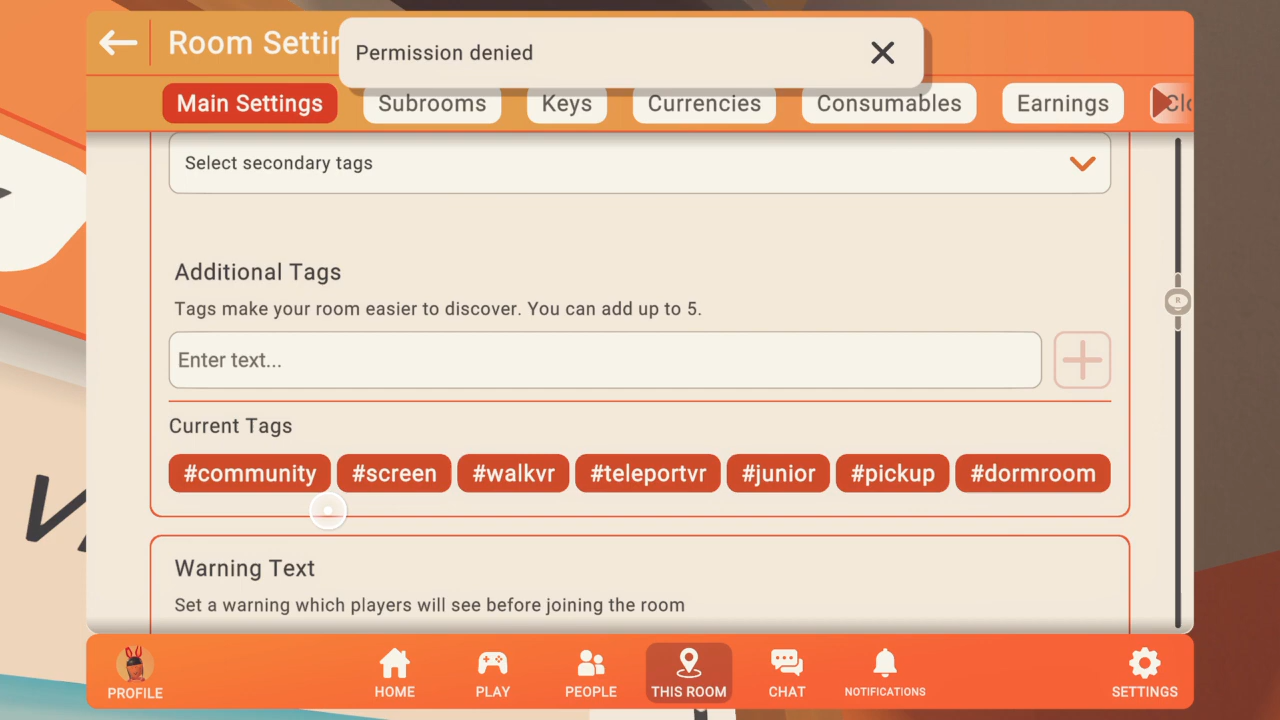 Room Settin
Permission denied
Main Settings
Subrooms
Keys
Currencies
Consumables
Earnings
Clo
Select secondary tags
Additional Tags
Tags make your room easier to discover. You can add up to 5.
Enter text...
Current Tags
#community #screen #walkvr #teleportvr #junior #pickup #dormroom
Warning Text
Set a warning which players will see before joining the room
PROFILE
HOME
PLAY
PEOPLE
THIS ROOM
CHAT
NOTIFICATIONS
SETTINGS